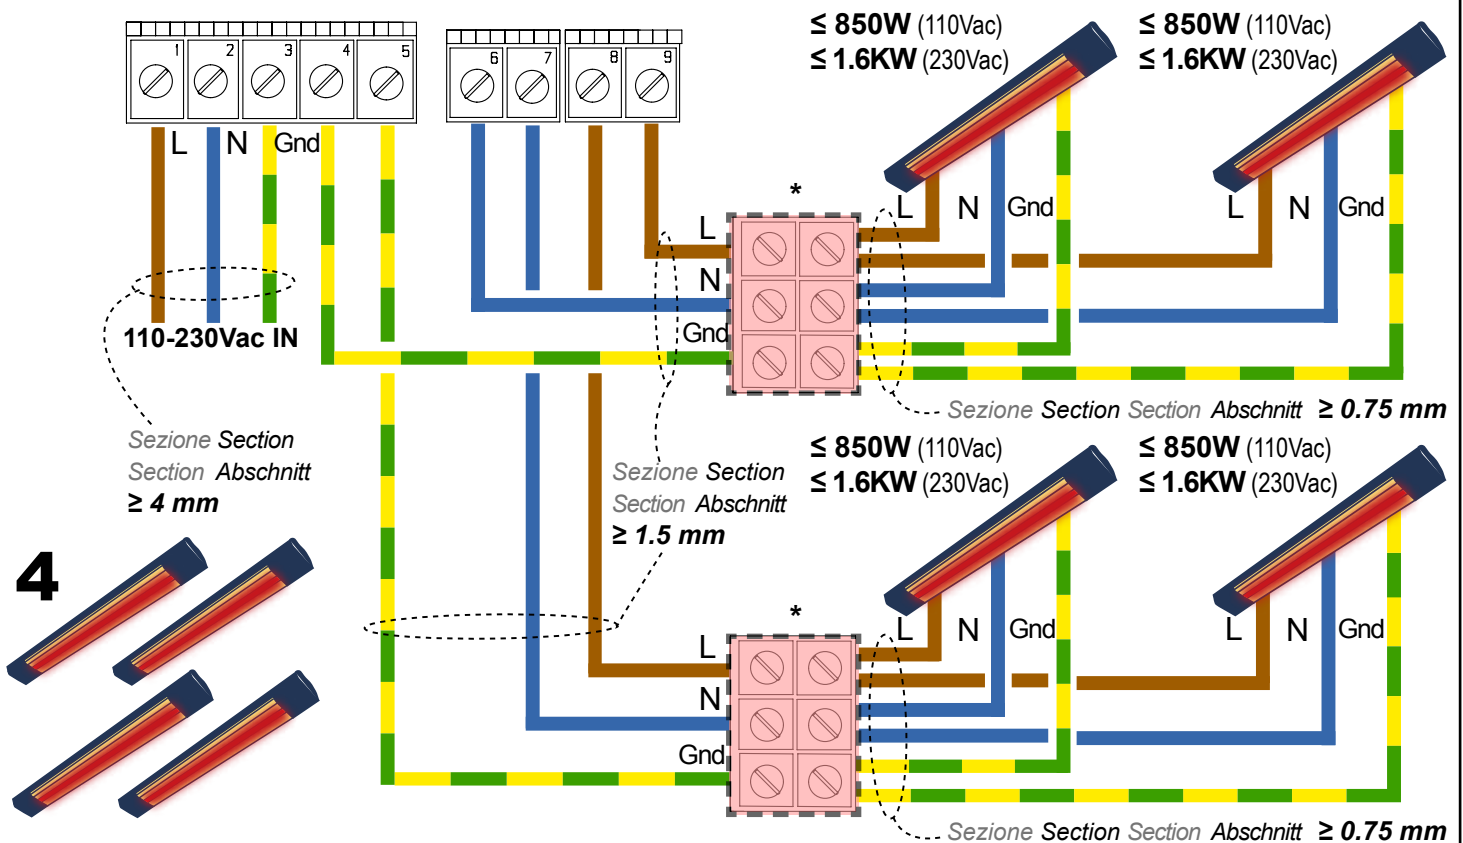 1 2 3 4 5
6 7 8 9
≤ 850W (110Vac)
≤ 1.6KW (230Vac)
≤ 850W (110Vac)
≤ 1.6KW (230Vac)
L N Gnd
110-230Vac IN
Sezione Section
Section Abschnitt
≥ 4 mm
*
L
N
Gnd
L N Gnd
L N Gnd
Sezione Section Section Abschnitt ≥ 0.75 mm
Sezione Section
Section Abschnitt
≥ 1.5 mm
≤ 850W (110Vac)
≤ 1.6KW (230Vac)
≤ 850W (110Vac)
≤ 1.6KW (230Vac)
4
*
L
N
Gnd
L N Gnd
L N Gnd
Sezione Section Section Abschnitt ≥ 0.75 mm